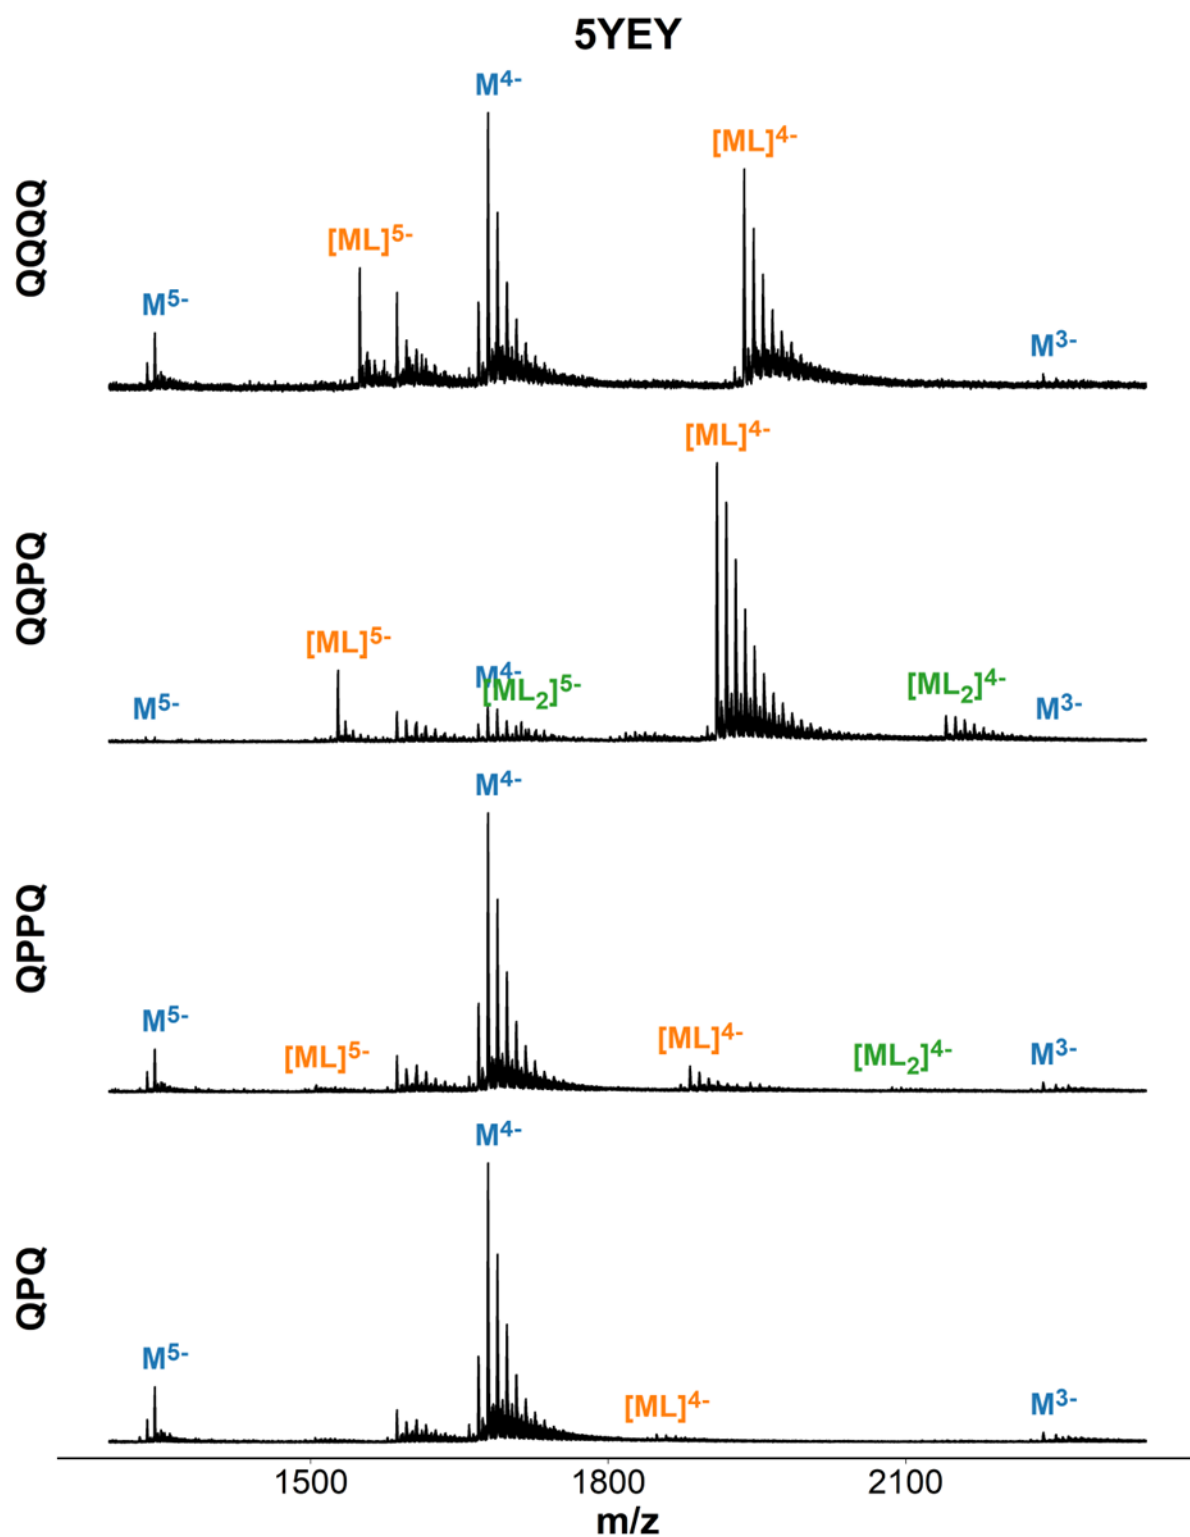 5YEY
QQQQ
M⁵⁻
[ML]⁵⁻
M⁴⁻
[ML]⁴⁻
M³⁻
QQPQ
M⁵⁻
[ML]⁵⁻
M⁴⁻
[ML₂]⁵⁻
[ML]⁴⁻
[ML₂]⁴⁻
M³⁻
QPPQ
M⁵⁻
[ML]⁵⁻
M⁴⁻
[ML]⁴⁻
[ML₂]⁴⁻
M³⁻
QPQ
M⁵⁻
M⁴⁻
[ML]⁴⁻
M³⁻
1500 1800 2100
m/z